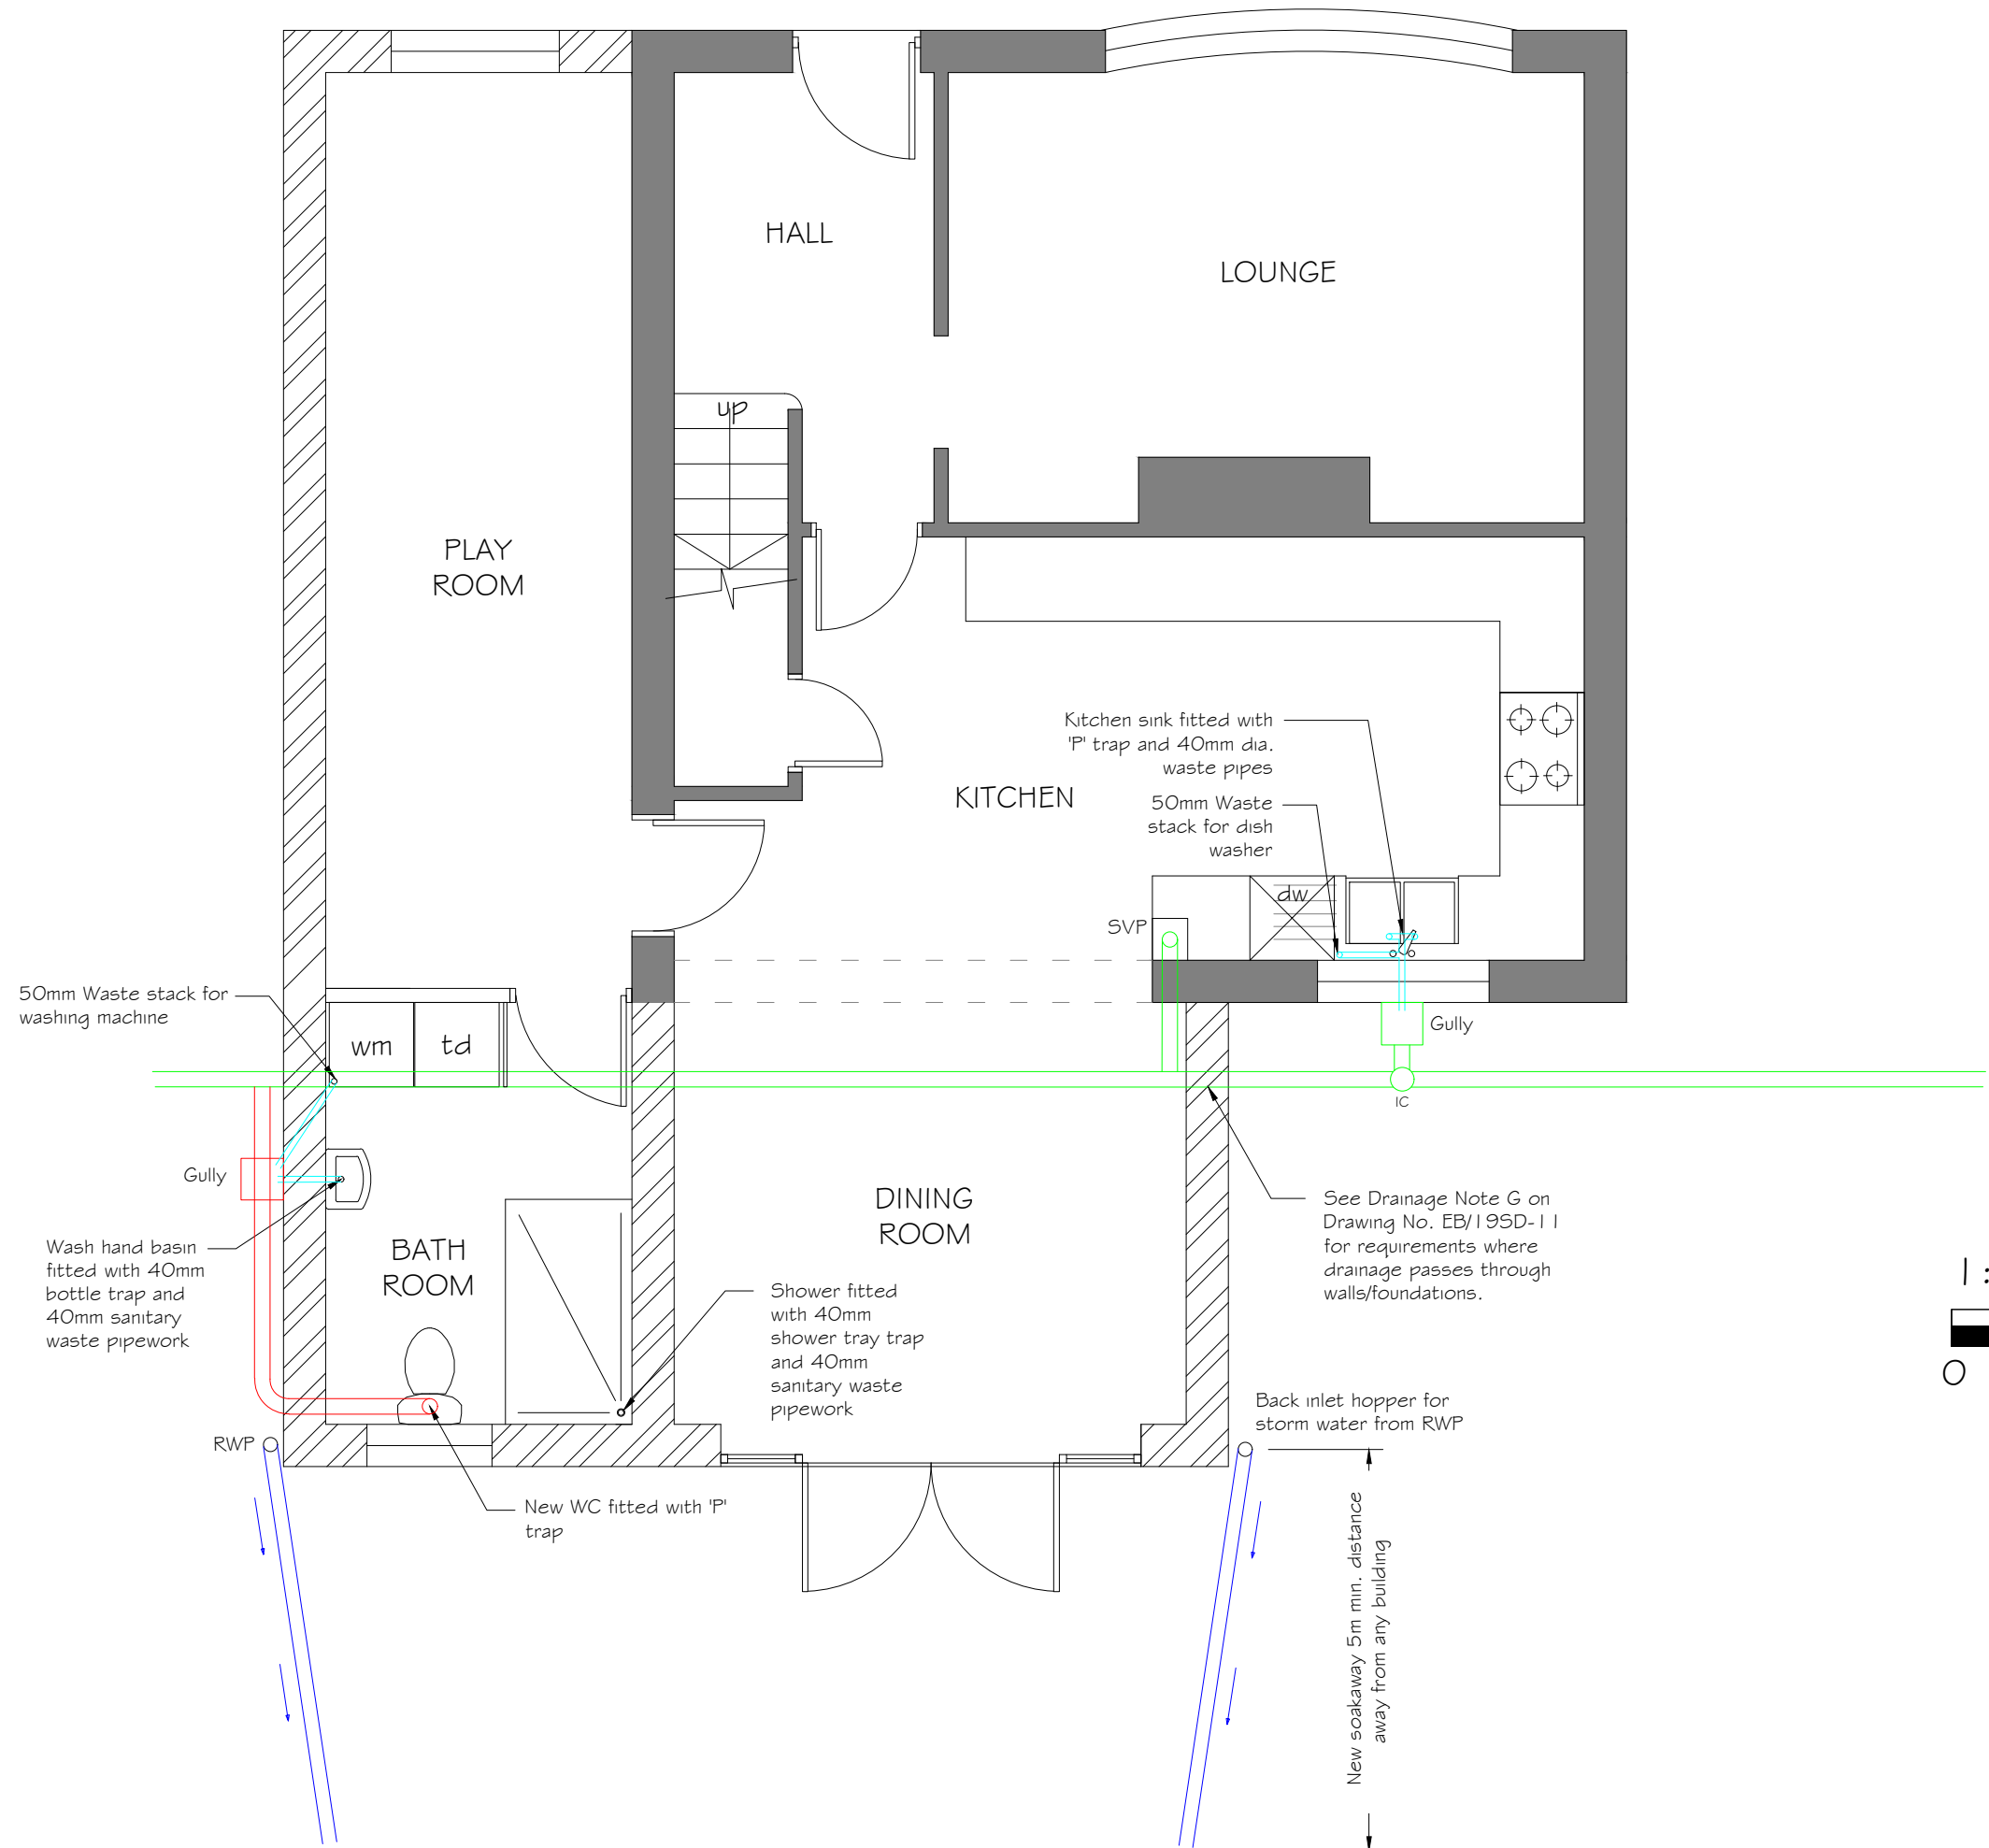 HALL
LOUNGE
up
PLAY
ROOM
Kitchen sink fitted with
'P' trap and 40mm dia.
waste pipes
KITCHEN
50mm Waste
stack for dish
washer
dw
SVP
50mm Waste stack for
washing machine
wm
td
Gully
IC
Gully
DINING
ROOM
See Drainage Note G on
Drawing No. EB/19SD-11
for requirements where
drainage passes through
walls/foundations.
Wash hand basin
fitted with 40mm
bottle trap and
40mm sanitary
waste pipework
BATH
ROOM
Shower fitted
with 40mm
shower tray trap
and 40mm
sanitary waste
pipework
1:
0
Back inlet hopper for
storm water from RWP
RWP
New WC fitted with 'P'
trap
New soakaway 5m min. distance
away from any building